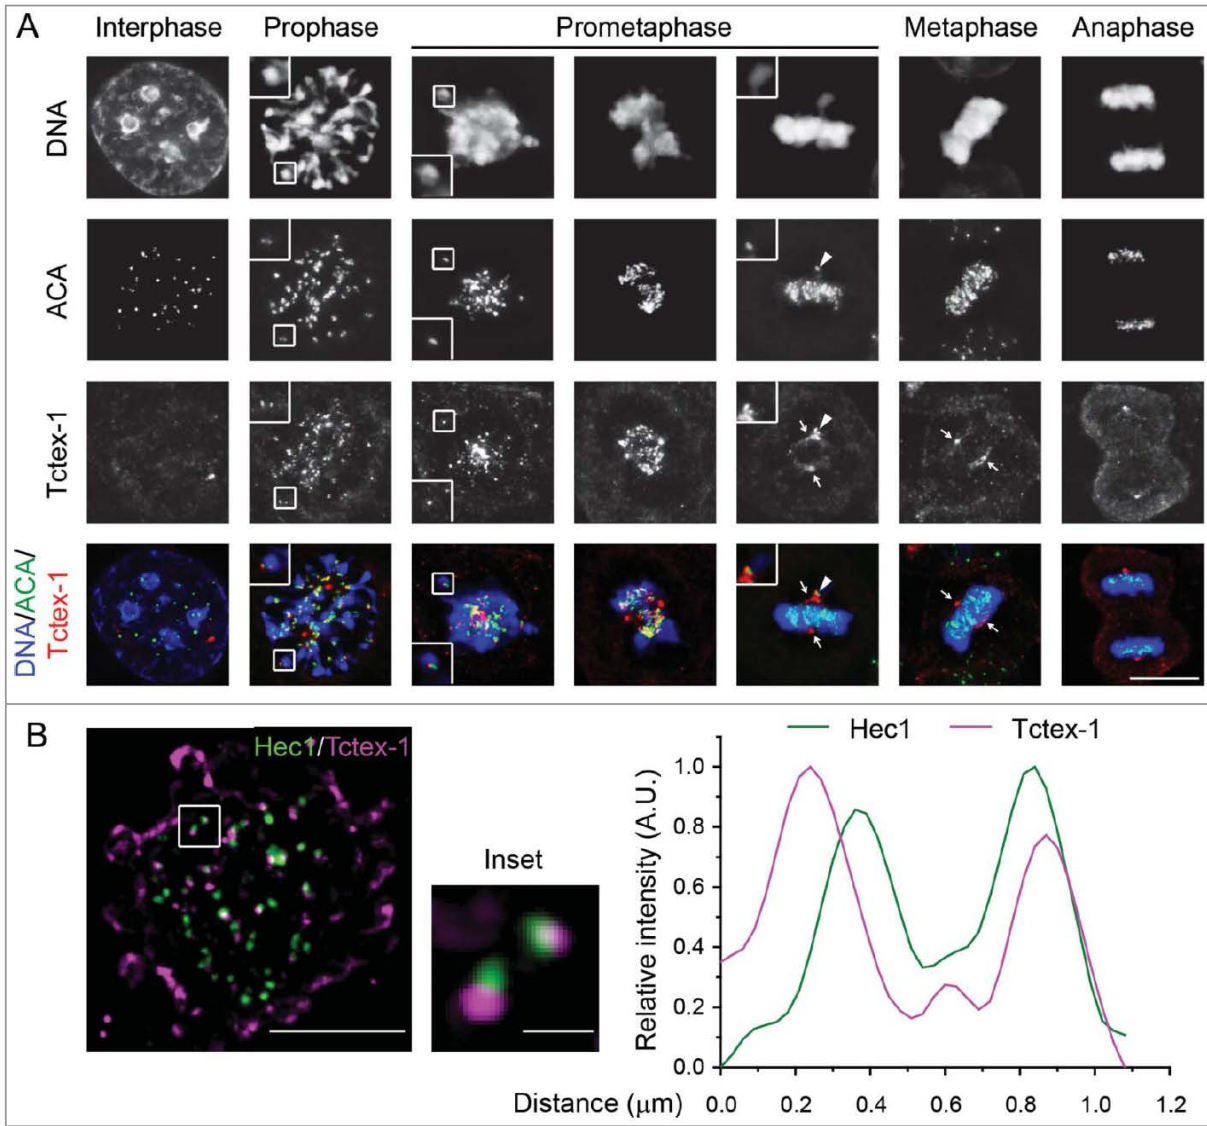 A
Interphase Prophase Prometaphase Metaphase Anaphase
DNA
ACA
Tctex-1
DNA/ACA/
Tctex-1
B
Hec1/Tctex-1
Inset
Hec1 Tctex-1
Relative intensity (A.U.)
1.0
0.8
0.6
0.4
0.2
0.0
Distance (μm) 0.0 0.2 0.4 0.6 0.8 1.0 1.2